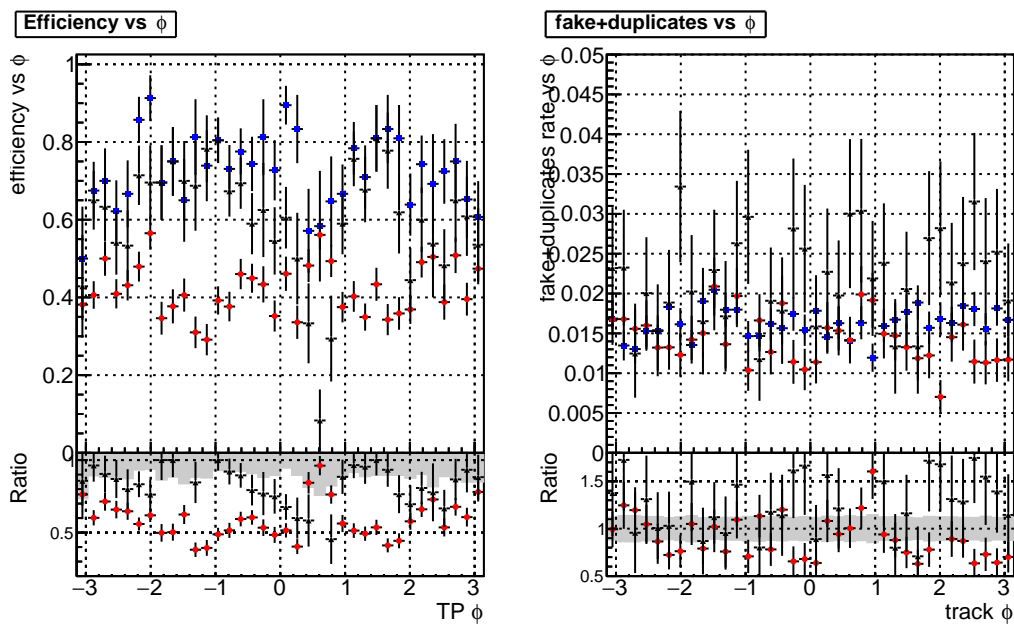 Efficiency vs ϕ
efficiency vs ϕ
1
0.8
0.6
0.4
0.2
0
Ratio
0.5
−3 −2 −1 0 1 2 3
TP ϕ
fake+duplicates vs ϕ
fake+duplicates rate vs ϕ
0.05
0.045
0.04
0.035
0.03
0.025
0.02
0.015
0.01
0.005
0
Ratio
1.5
1
0.5
−3 −2 −1 0 1 2 3
track ϕ